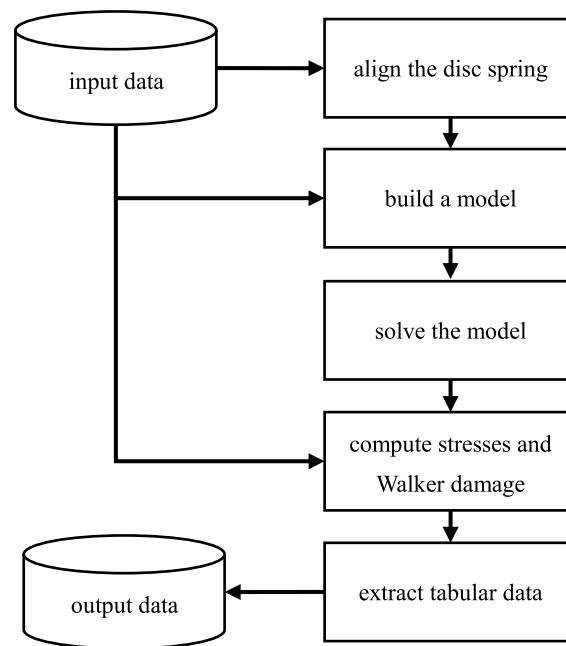 input data
align the disc spring
build a model
solve the model
compute stresses and
Walker damage
extract tabular data
output data